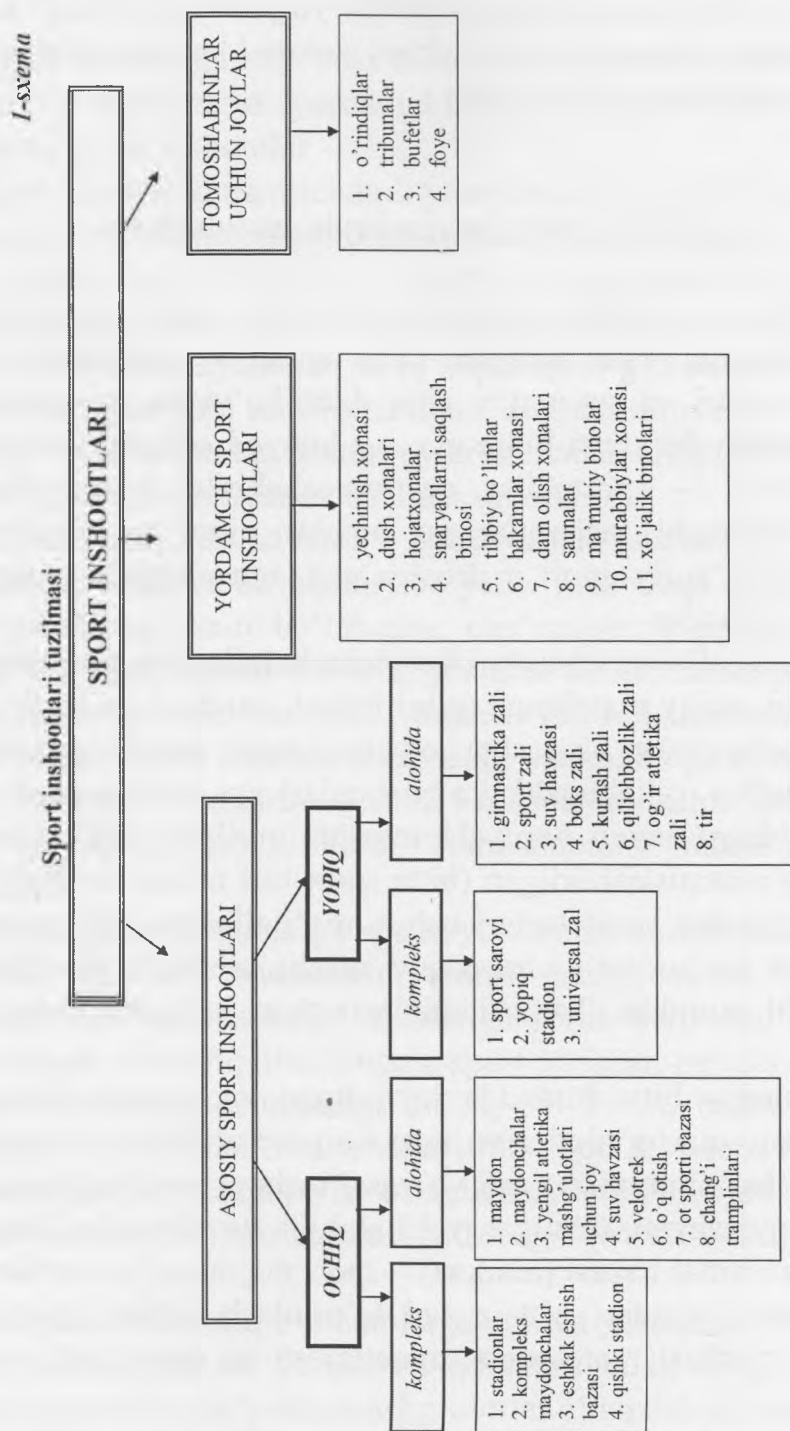 1-sxema
Sport inshootlari tuzilmasi
SPORT INSHOOTLARI
ASOSIY SPORT INSHOOTLARI
YORDAMCHI SPORT
INSHOOTLARI
TOMOSHABINLAR
UCHUN JOYLAR
OCHIQ
YOPIQ
kompleks
alohida
kompleks
alohida
1. stadionlar
2. kompleks
maydonchalar
3. eshkak eshish
bazasi
4. qishki stadion
1. maydon
2. maydonchalar
3. yengil atletika
mashg'ulotlari
uchun joy
4. suv havzasi
5. velotrek
6. o'q otish
7. ot sporti bazasi
8. chang'i
tramplinlari
1. sport saroyi
2. yopiq
stadion
3. universal zal
1. gimnastika zali
2. sport zali
3. suv havzasi
4. boks zali
5. kurash zali
6. qilichbozlik zali
7. og'ir atletika
zali
8. tir
1. yechinish xonasi
2. dush xonalari
3. hojatxonalar
4. snaryadlarni saqlash
binosi
5. tibbiy bo'limlar
6. hakamlar xonasi
7. dam olish xonalari
8. saunalar
9. ma'muriy binolar
10. murabbiylar xonasi
11. xo'jalik binolari
1. o'rindiqlar
2. tribunalar
3. bufetlar
4. foye